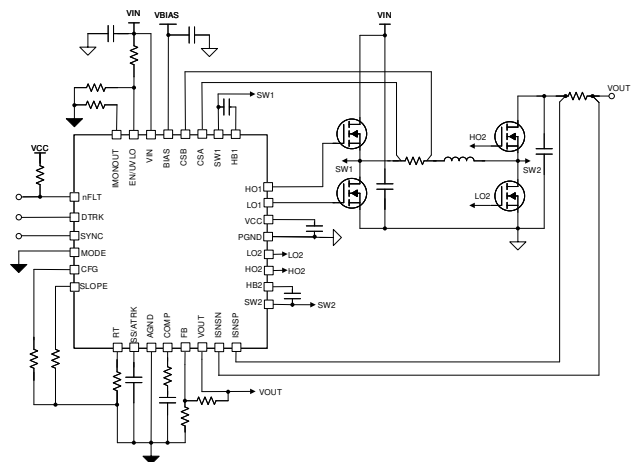 VIN
VBIAS
VIN
SW1
VOUT
VCC
IMONOUT
EN/UVLO
VIN
BIAS
CSB
CSA
SW1
HB1
HO2
SW1
SW2
LO2
nFLT
DTRK
SYNC
MODE
CFG
SLOPE
HO1
LO1
VCC
PGND
LO2
LO2
HO2
HO2
HB2
SW2
SW2
RT
SS/ATRK
AGND
COMP
FB
VOUT
ISNSN
ISNSP
VOUT